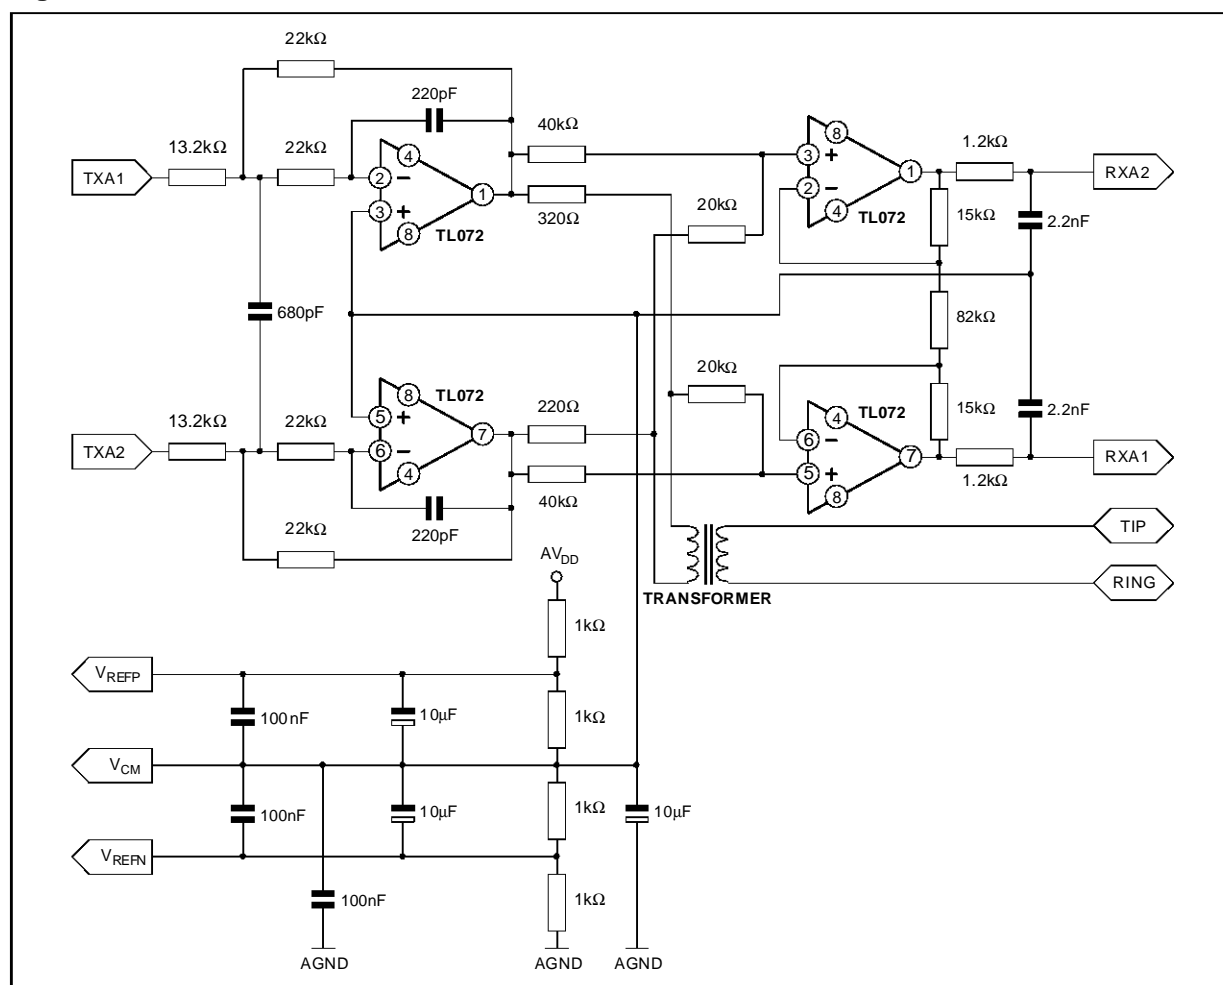 22kΩ
220pF
40kΩ
13.2kΩ
22kΩ
1.2kΩ
TXA1
2
4
1
3
8
TL072
320Ω
20kΩ
3
8
1
2
4
TL072
15kΩ
2.2nF
RXA2
680pF
82kΩ
20kΩ
8
TL072
5
7
6
4
220Ω
13.2kΩ
22kΩ
TXA2
40kΩ
220pF
22kΩ
4
TL072
6
7
5
8
15kΩ
2.2nF
1.2kΩ
RXA1
TIP
RING
TRANSFORMER
AVDD
1kΩ
VREFP
100nF
10µF
1kΩ
VCM
100nF
10µF
1kΩ
10µF
VREFN
100nF
1kΩ
AGND
AGND
AGND